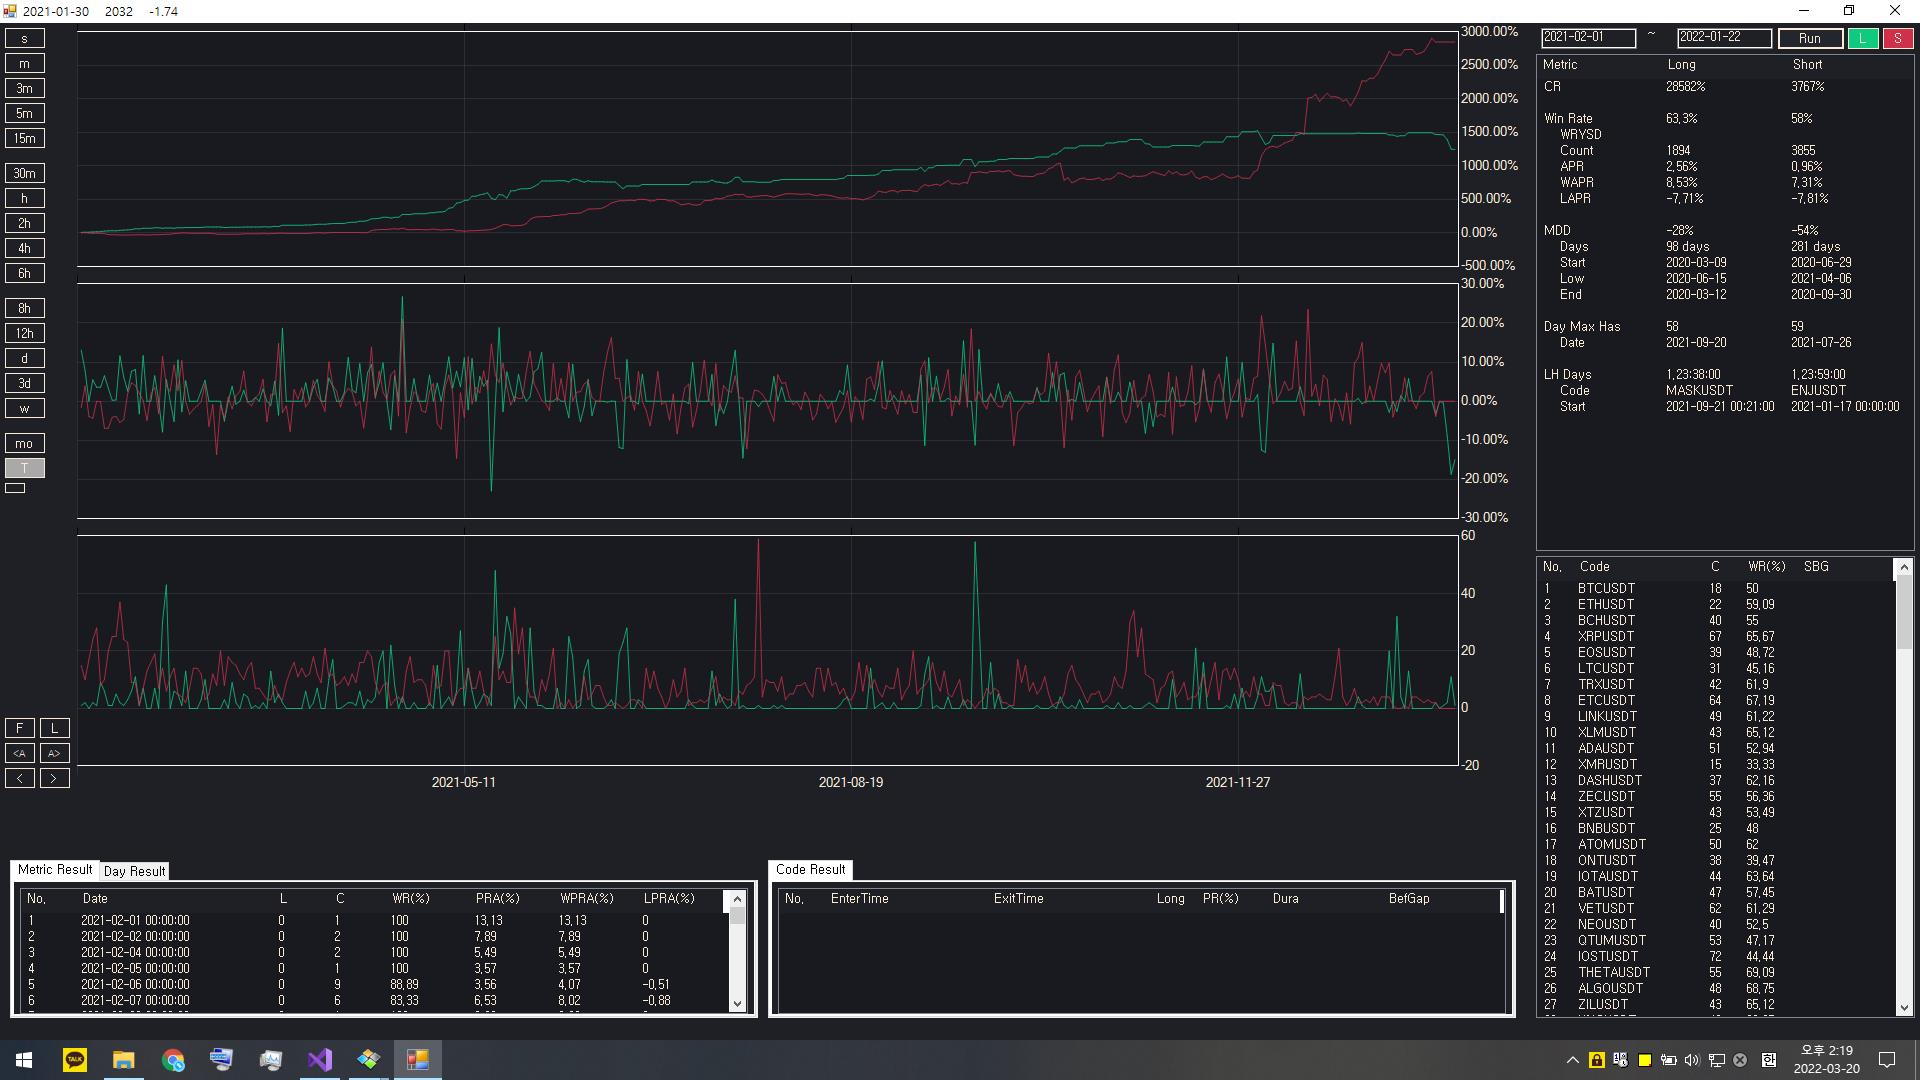 2021-01-30 2032 -1.74
s
m
3m
5m
15m
30m
h
2h
4h
6h
8h
12h
d
3d
w
mo
T
F L
<A A>
< >
3000.00%
2500.00%
2000.00%
1500.00%
1000.00%
500.00%
0.00%
-500.00%
30.00%
20.00%
10.00%
0.00%
-10.00%
-20.00%
-30.00%
60
40
20
0
-20
2021-05-11 2021-08-19 2021-11-27
2021-02-01 ~ 2022-01-22 Run L S
Metric Long Short
CR 28582% 3767%
Win Rate 63,3% 58%
WRYSD
Count 1894 3855
APR 2,56% 0,96%
WAPR 8,53% 7,31%
LAPR -7,71% -7,81%
MDD -28% -54%
Days 98 days 281 days
Start 2020-03-09 2020-06-29
Low 2020-06-15 2021-04-06
End 2020-03-12 2020-09-30
Day Max Has 58 59
Date 2021-09-20 2021-07-26
LH Days 1,23:38:00 1,23:59:00
Code MASKUSDT ENJUSDT
Start 2021-09-21 00:21:00 2021-01-17 00:00:00
No, Code C WR(%) SBG
1 BTCUSDT 18 50
2 ETHUSDT 22 59,09
3 BCHUSDT 40 55
4 XRPUSDT 67 65,67
5 EOSUSDT 39 48,72
6 LTCUSDT 31 45,16
7 TRXUSDT 42 61,9
8 ETCUSDT 64 67,19
9 LINKUSDT 49 61,22
10 XLMUSDT 43 65,12
11 ADAUSDT 51 52,94
12 XMRUSDT 15 33,33
13 DASHUSDT 37 62,16
14 ZECUSDT 55 56,36
15 XTZUSDT 43 53,49
16 BNBUSDT 25 48
17 ATOMUSDT 50 62
18 ONTUSDT 38 39,47
19 IOTAUSDT 44 63,64
20 BATUSDT 47 57,45
21 VETUSDT 62 61,29
22 NEOUSDT 40 52,5
23 QTUMUSDT 53 47,17
24 IOSTUSDT 72 44,44
25 THETAUSDT 55 69,09
26 ALGOUSDT 48 68,75
27 ZILUSDT 43 65,12
Metric Result Day Result
No, Date L C WR(%) PRA(%) WPRA(%) LPRA(%)
1 2021-02-01 00:00:00 0 1 100 13,13 13,13 0
2 2021-02-02 00:00:00 0 2 100 7,89 7,89 0
3 2021-02-04 00:00:00 0 2 100 5,49 5,49 0
4 2021-02-05 00:00:00 0 1 100 3,57 3,57 0
5 2021-02-06 00:00:00 0 9 88,89 3,56 4,07 -0,51
6 2021-02-07 00:00:00 0 6 83,33 6,53 8,02 -0,88
Code Result
No, EnterTime ExitTime Long PR(%) Dura BefGap
TALK
오후 2:19
2022-03-20